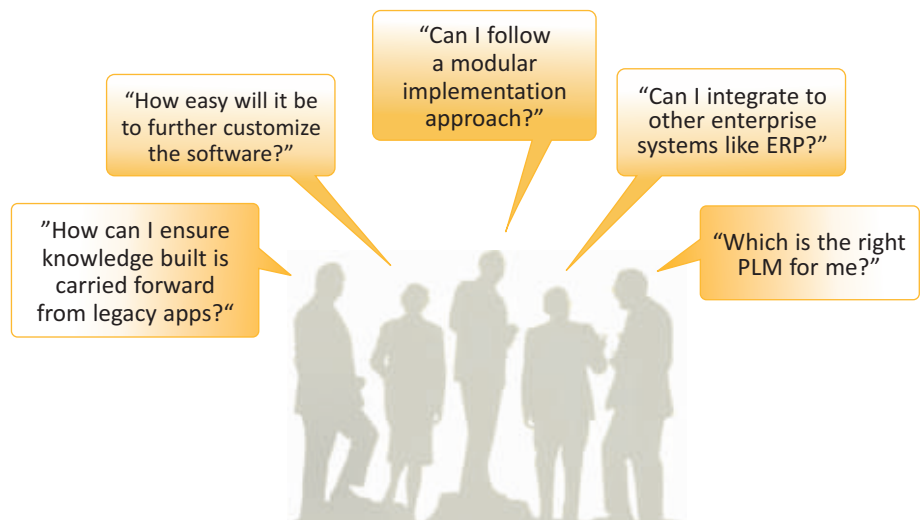 ”How can I ensure
knowledge built is
carried forward
from legacy apps?“
“How easy will it be
to further customize
the software?”
“Can I follow
a modular
implementation
approach?”
“Can I integrate to
other enterprise
systems like ERP?”
“Which is the right
PLM for me?”